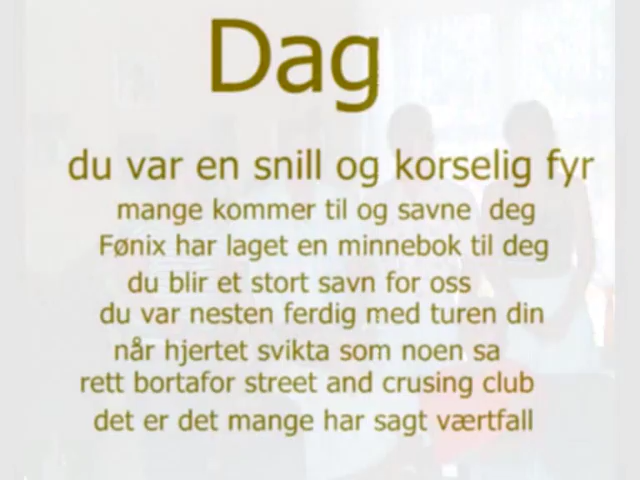 Dag
du var en snill og korselig fyr
mange kommer til og savne deg
Fønix har laget en minnebok til deg
du blir et stort savn for oss
du var nesten ferdig med turen din
når hjertet svikta som noen sa
rett bortafor street and crusing club
det er det mange har sagt værtfall